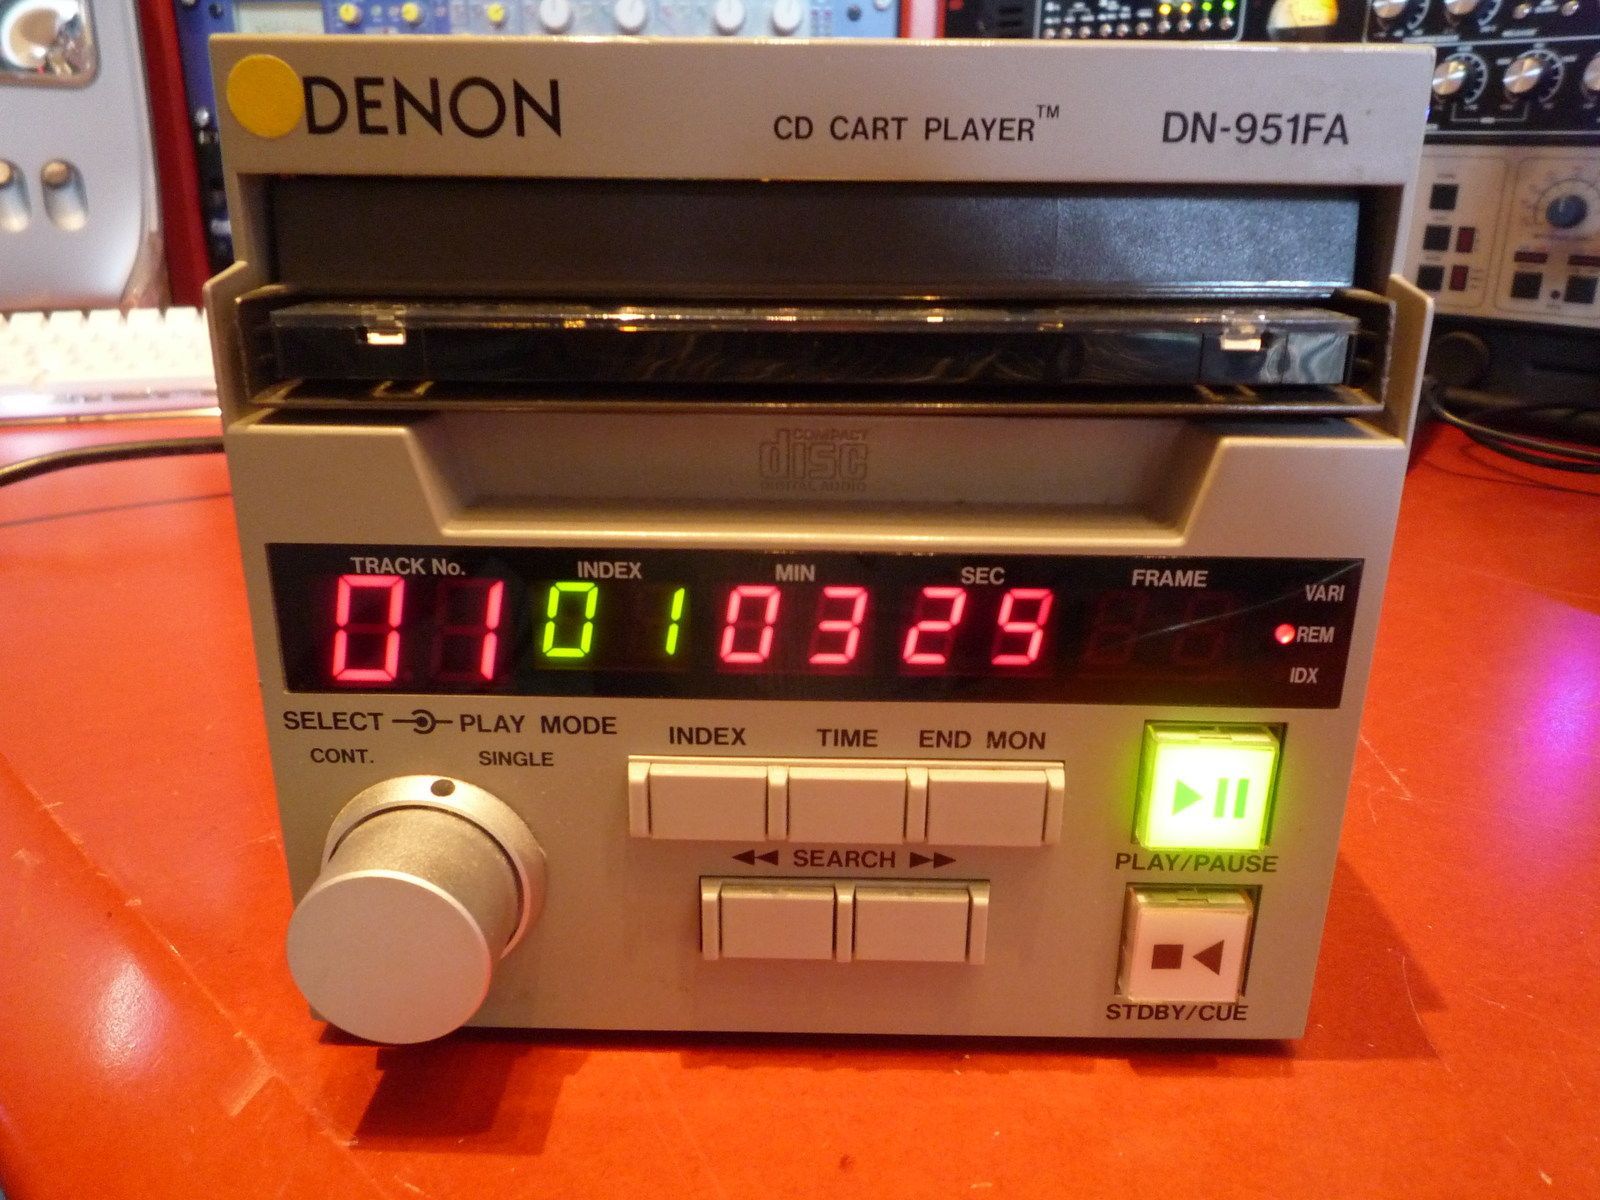 DENON CD CART PLAYER™ DN-951FA
COMPACT
disc
DIGITAL AUDIO
TRACK No. INDEX MIN SEC FRAME
VARI
01 01 03 25
REM
IDX
SELECT PLAY MODE
CONT. SINGLE
INDEX TIME END MON
◀◀ SEARCH ▶▶
PLAY/PAUSE
STDBY/CUE